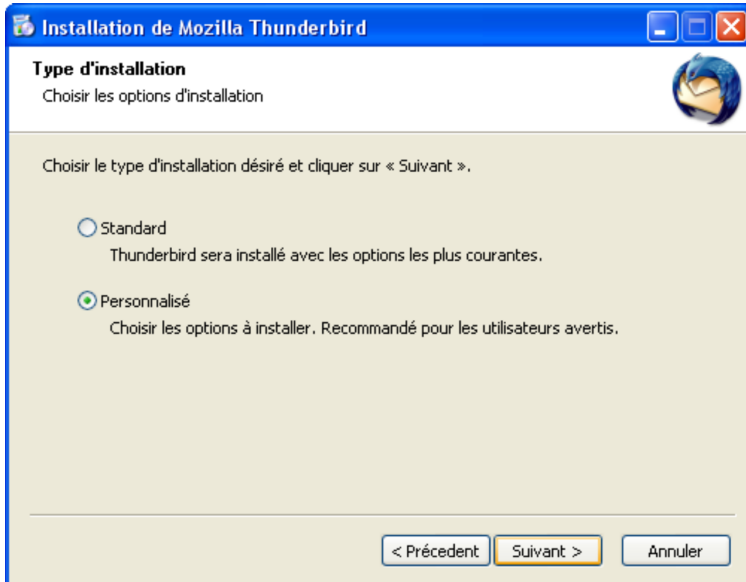 Installation de Mozilla Thunderbird
Type d'installation
Choisir les options d'installation
Choisir le type d'installation désiré et cliquer sur « Suivant ».
Standard
Thunderbird sera installé avec les options les plus courantes.
Personnalisé
Choisir les options à installer. Recommandé pour les utilisateurs avertis.
< Précedent Suivant > Annuler